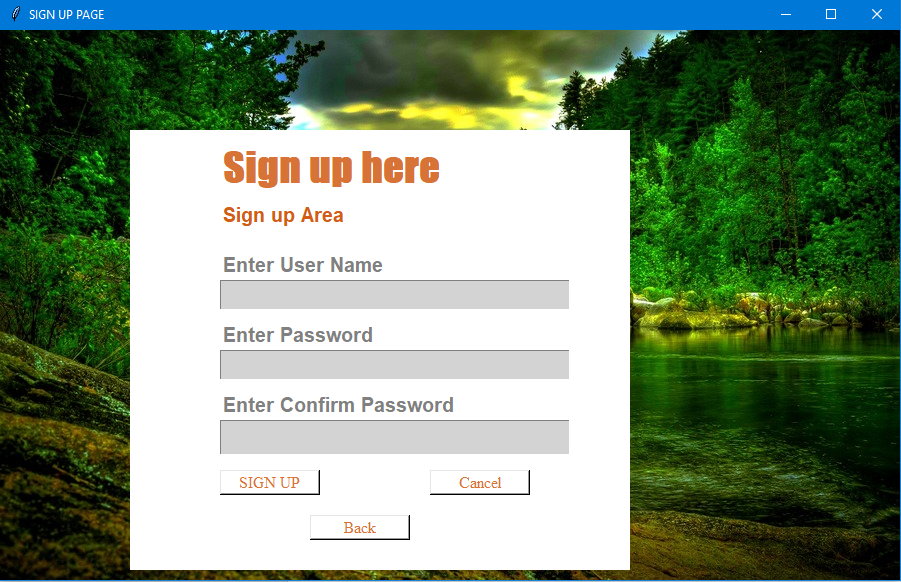 SIGN UP PAGE
Sign up here
Sign up Area
Enter User Name
Enter Password
Enter Confirm Password
SIGN UP
Cancel
Back